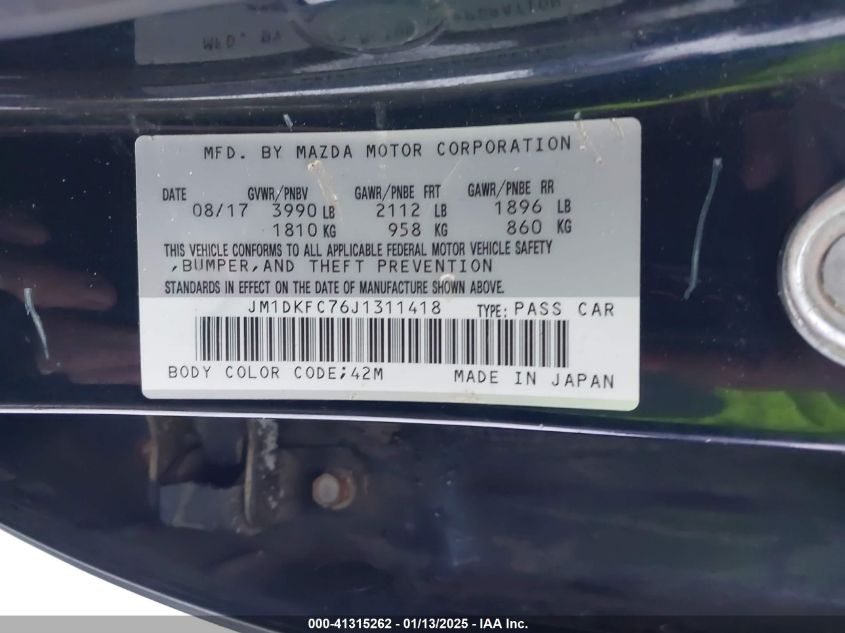 MFD. BY MAZDA MOTOR CORPORATION
DATE GVWR/PNBV GAWR/PNBE FRT GAWR/PNBE RR
08/17 3990 LB 2112 LB 1896 LB
1810 KG 958 KG 860 KG
THIS VEHICLE CONFORMS TO ALL APPLICABLE FEDERAL MOTOR VEHICLE SAFETY
,BUMPER,AND THEFT PREVENTION
STANDARDS IN EFFECT ON THE DATE OF MANUFACTURE SHOWN ABOVE.
JM1DKFC76J1311418 TYPE: PASS CAR
BODY COLOR CODE;42M MADE IN JAPAN
000-41315262 - 01/13/2025 - IAA Inc.